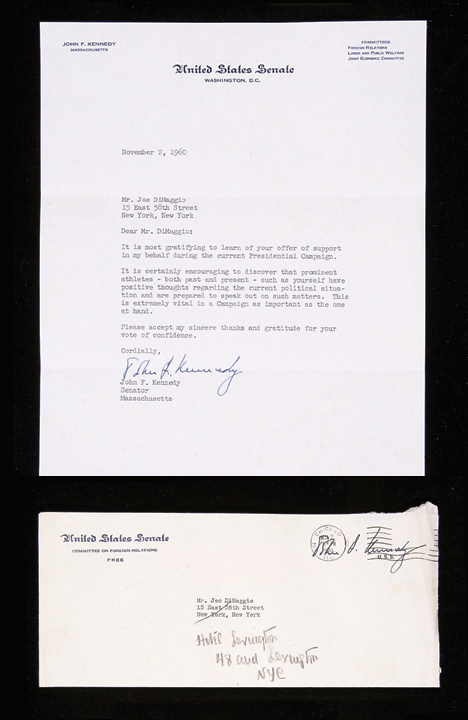 JOHN F. KENNEDY
MASSACHUSETTS
COMMITTEES:
FOREIGN RELATIONS
LABOR AND PUBLIC WELFARE
JOINT ECONOMIC COMMITTEE
United States Senate
WASHINGTON, D.C.
November 2, 1960
Mr. Joe DiMaggio
15 East 58th Street
New York, New York
Dear Mr. DiMaggio:
It is most gratifying to learn of your offer of support
in my behalf during the current Presidential Campaign.
It is certainly encouraging to discover that prominent
athletes - both past and present - such as yourself have
positive thoughts regarding the current political situa-
tion and are prepared to speak out on such matters. This
is extremely vital in a Campaign as important as the one
at hand.
Please accept my sincere thanks and gratitude for your
vote of confidence.
Cordially,
John F. Kennedy
John F. Kennedy
Senator
Massachusetts
United States Senate
COMMITTEE ON FOREIGN RELATIONS
FREE
CHICAGO
John F. Kennedy
U.S.S.
Mr. Joe DiMaggio
15 East 58th Street
New York, New York
Hotel Lexington
48 and Lexington
NYC